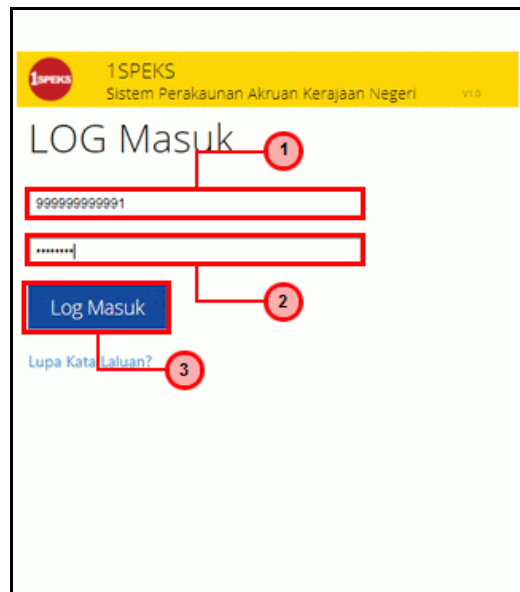 1SPEKS
1SPEKS
Sistem Perakaunan Akruan Kerajaan Negeri
V1.0
LOG Masuk
1
999999999991
••••••••
2
Log Masuk
Lupa Kata Laluan?
3